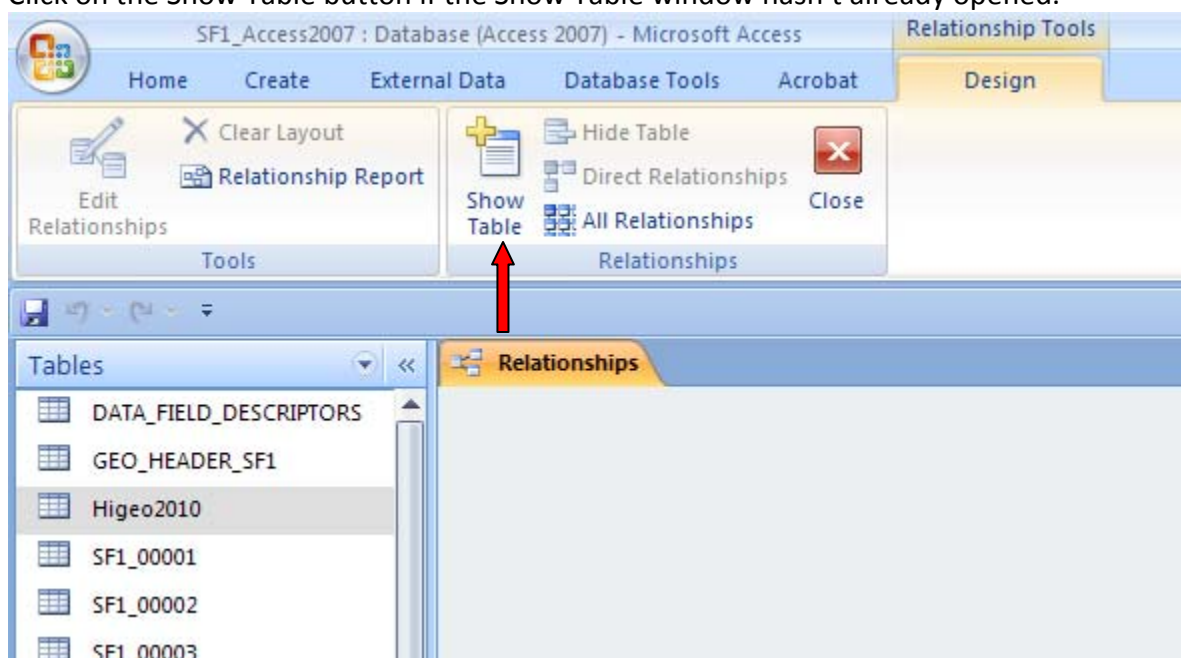 Click on the Show Table button if the Show Table window hasn't already opened.
SF1_Access2007 : Database (Access 2007) - Microsoft Access
Relationship Tools
Home Create External Data Database Tools Acrobat Design
Clear Layout
Relationship Report
Edit
Relationships
Tools
Show
Table
Hide Table
Direct Relationships
All Relationships
Close
Relationships
Tables
Relationships
DATA_FIELD_DESCRIPTORS
GEO_HEADER_SF1
Higeo2010
SF1_00001
SF1_00002
SF1_00003